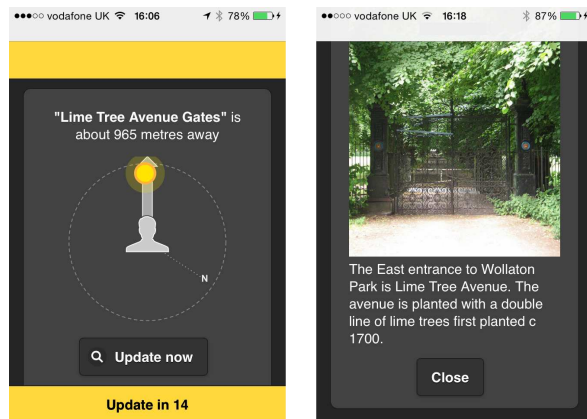 vodafone UK 16:06 78%
"Lime Tree Avenue Gates" is
about 965 metres away
N
Update now
Update in 14
vodafone UK 16:18 87%
The East entrance to Wollaton
Park is Lime Tree Avenue. The
avenue is planted with a double
line of lime trees first planted c
1700.
Close